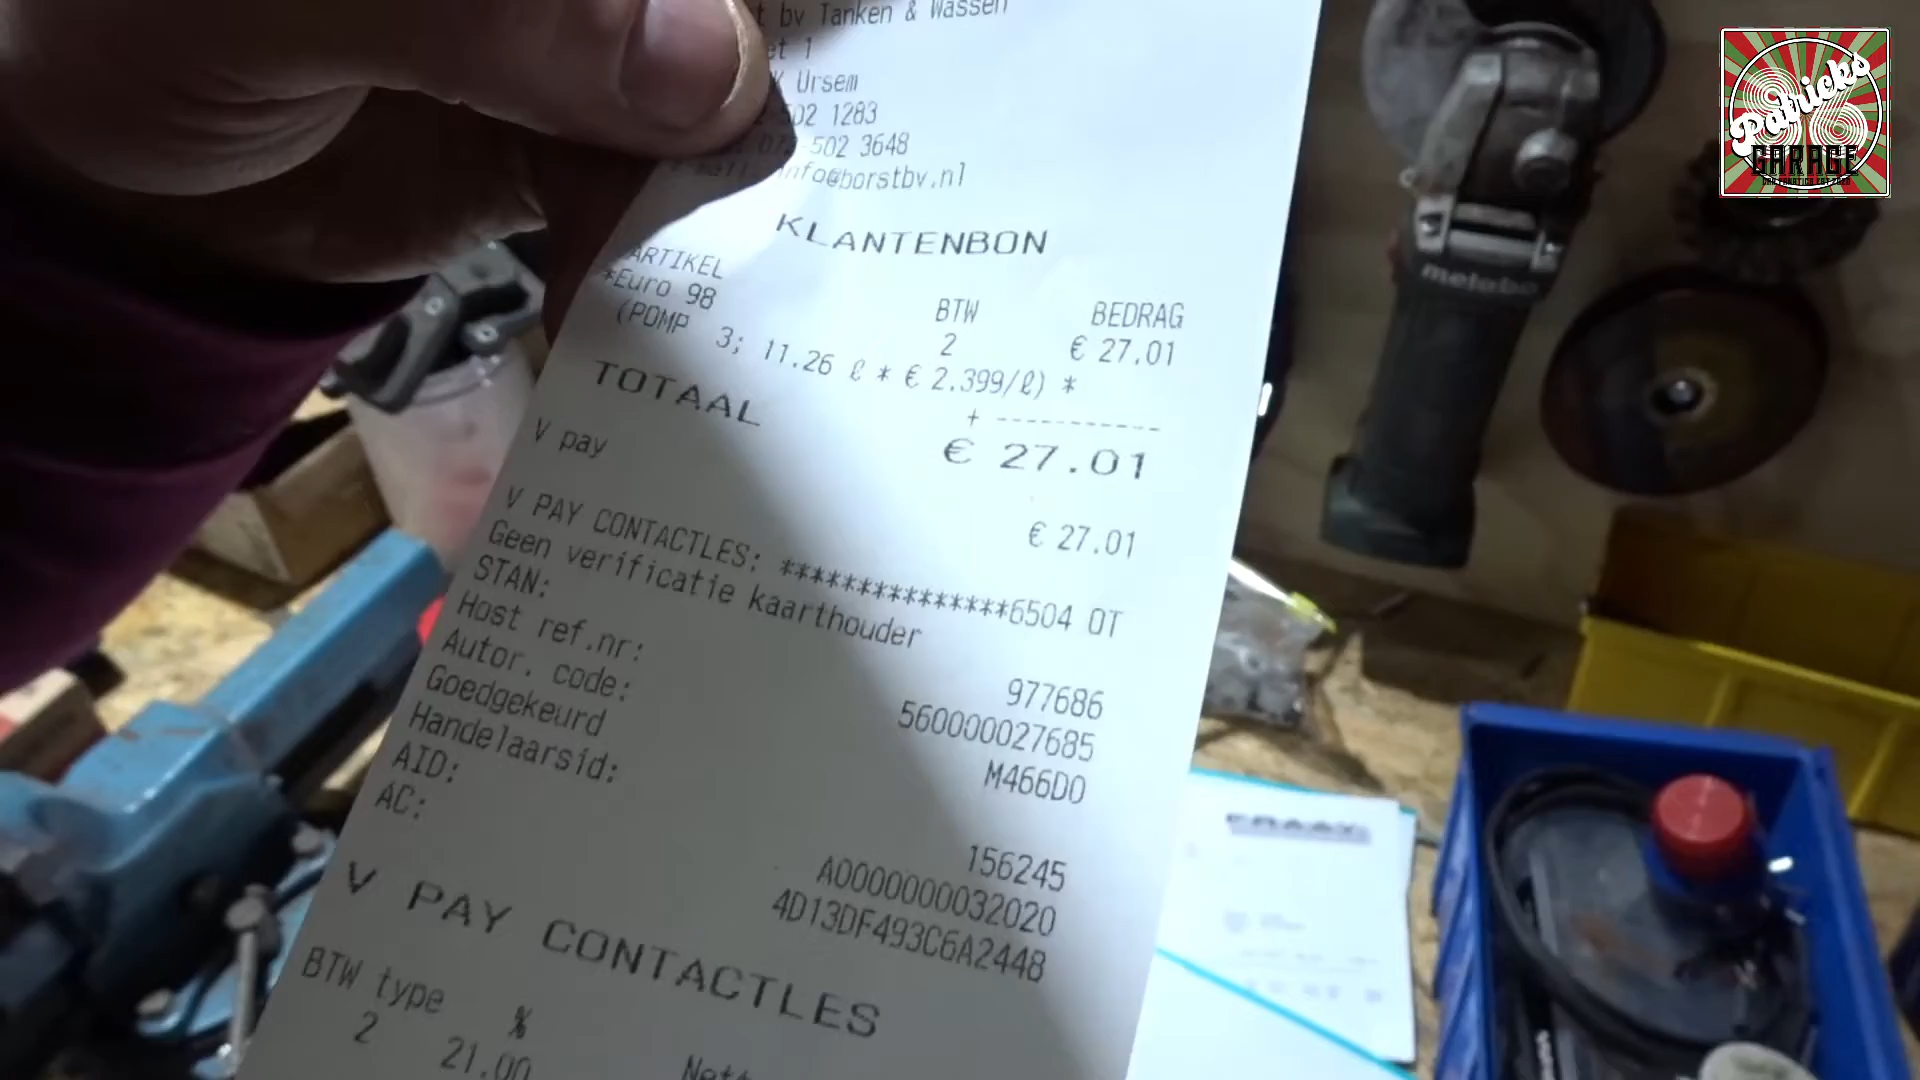 t bv Tanken & Wassen
et 1
K Ursem
502 1283
502 3648
info@borstbv.nl
KLANTENBON
ARTIKEL BTW BEDRAG
*Euro 98 2 € 27.01
(POMP 3; 11.26 ℓ * € 2.399/ℓ) *
+ -----------
TOTAAL € 27.01
V pay € 27.01
V PAY CONTACTLES: **************6504 OT
Geen verificatie kaarthouder
STAN: 977686
Host ref.nr: 560000027685
Autor. code: M466D0
Goedgekeurd
Handelaarsid: 156245
AID: A0000000032020
AC: 4D13DF493C6A2448
V PAY CONTACTLES
BTW type %
2 21.00
metabo
Patricks
GARAGE